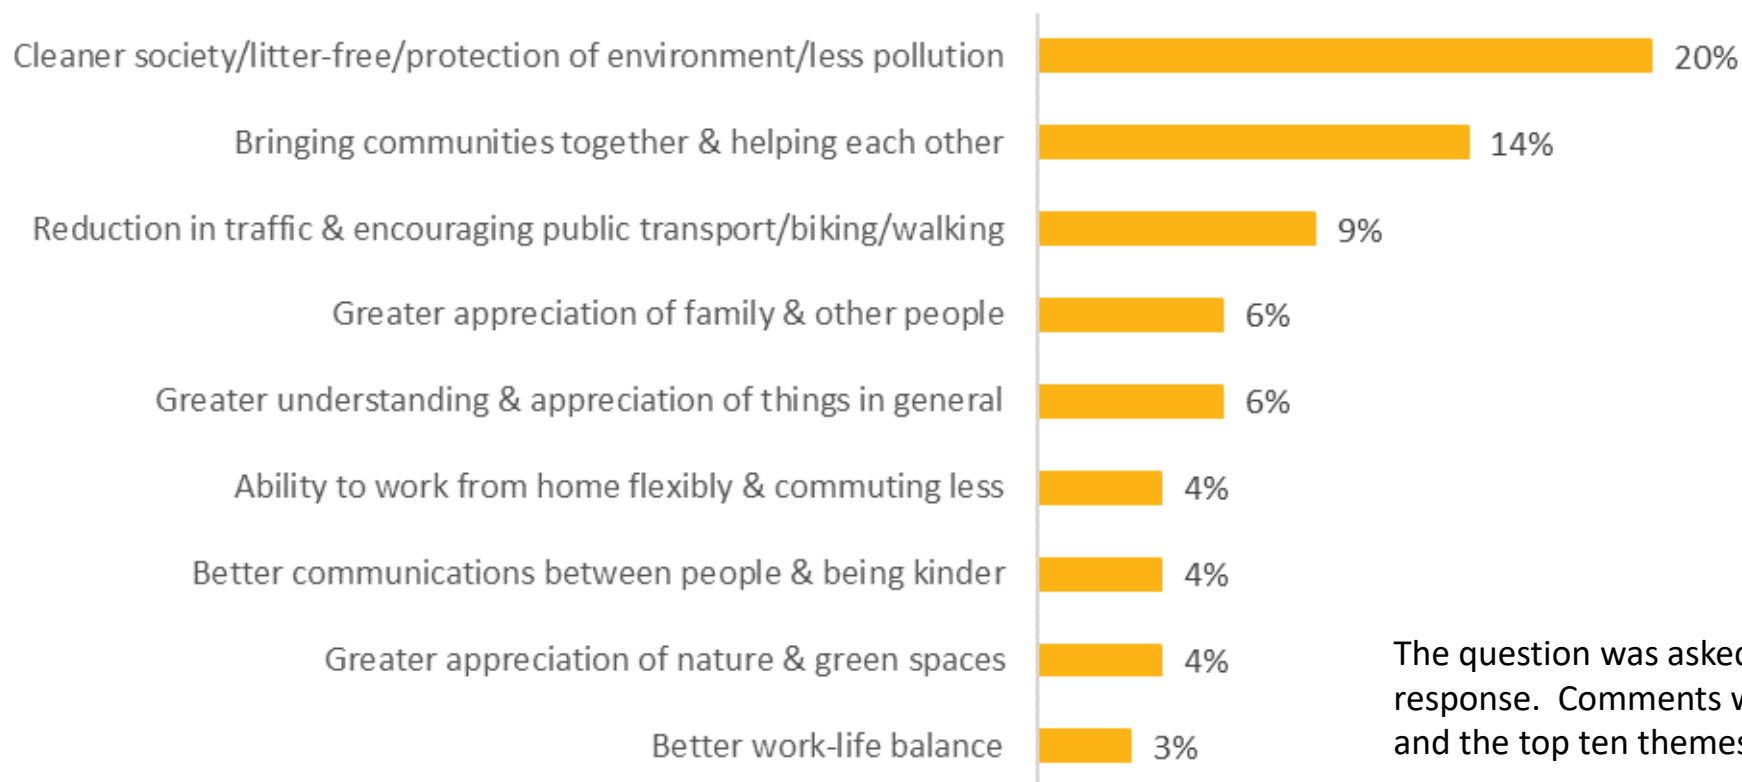 Cleaner society/litter-free/protection of environment/less pollution 20%
Bringing communities together & helping each other 14%
Reduction in traffic & encouraging public transport/biking/walking 9%
Greater appreciation of family & other people 6%
Greater understanding & appreciation of things in general 6%
Ability to work from home flexibly & commuting less 4%
Better communications between people & being kinder 4%
Greater appreciation of nature & green spaces 4%
Better work-life balance 3%
The question was asked
response. Comments
and the top ten themes